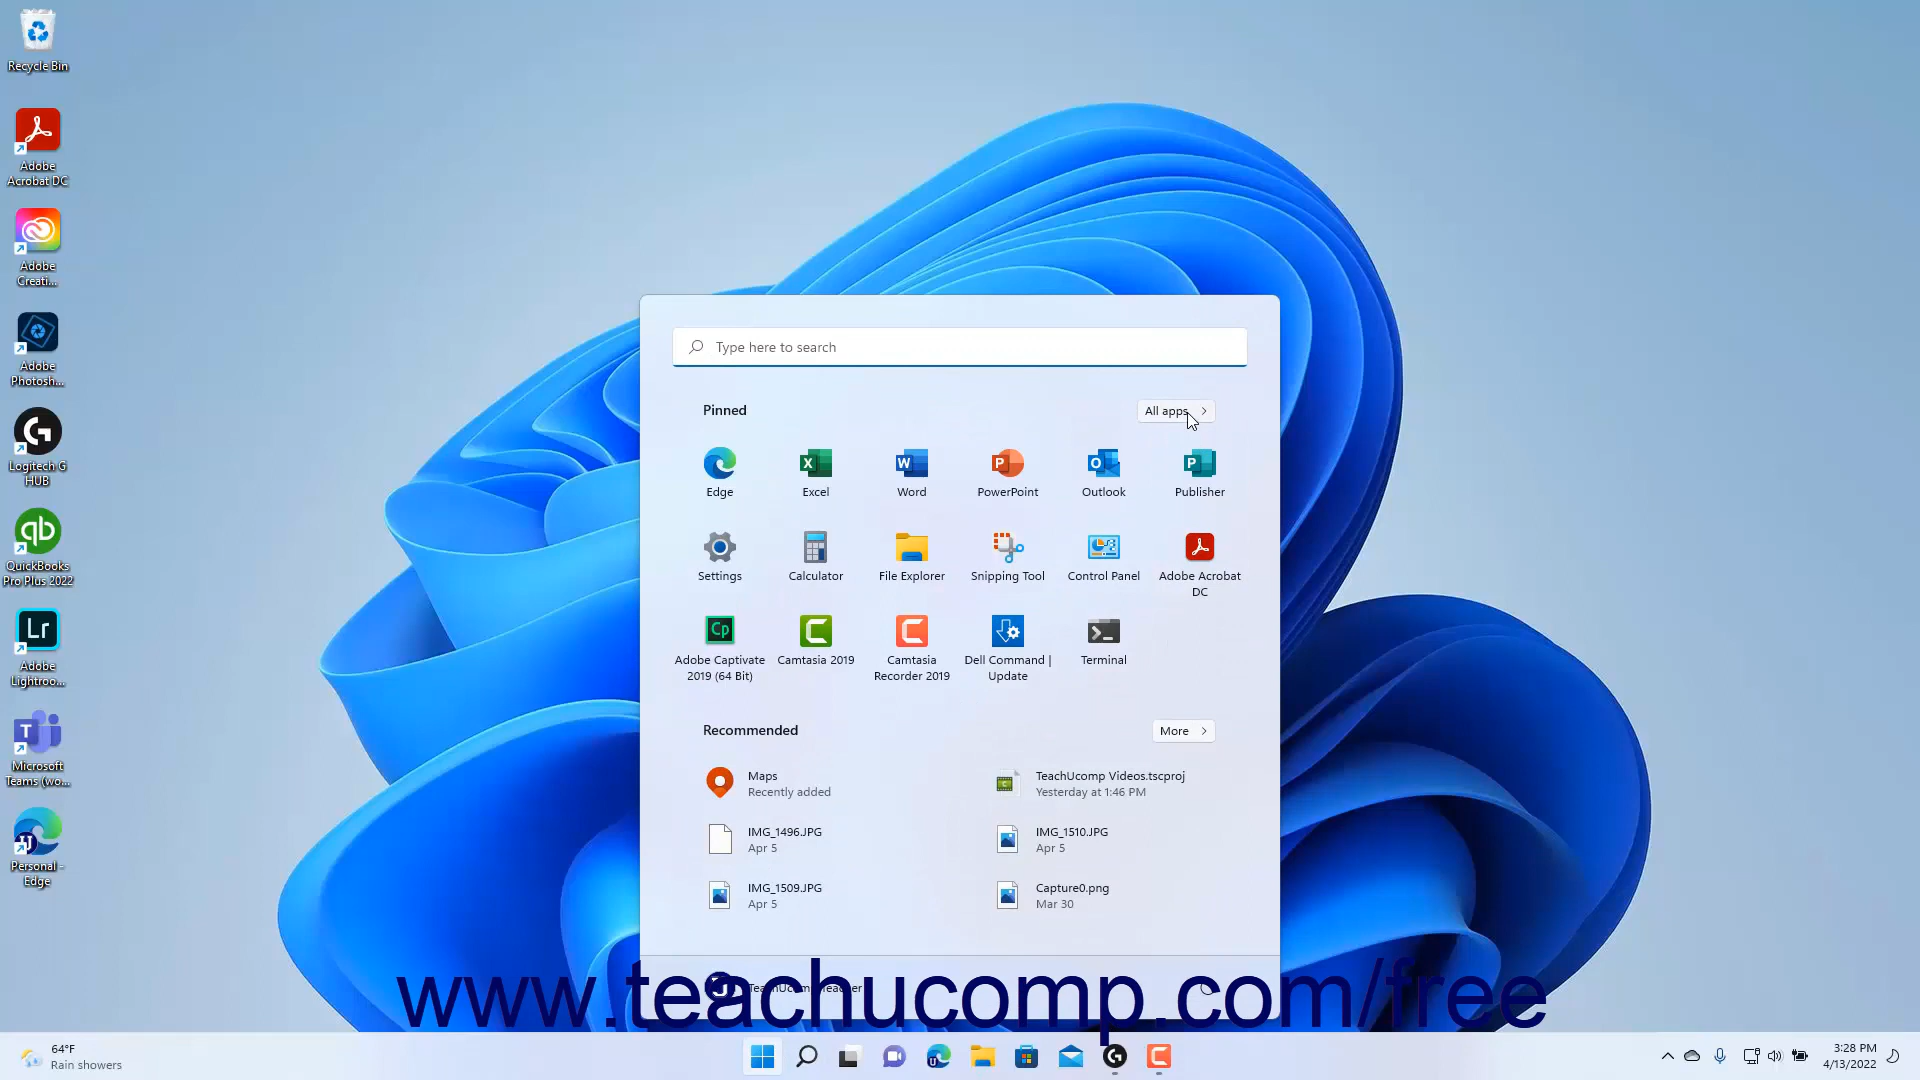 Recycle Bin
Adobe
Acrobat DC
Adobe
Creati...
Adobe
Photosh...
Logitech G
HUB
QuickBooks
Pro Plus 2022
Adobe
Lightroo...
Microsoft
Teams (wo...
Personal -
Edge
Type here to search
Pinned
All apps
Edge
Excel
Word
PowerPoint
Outlook
Publisher
Settings
Calculator
File Explorer
Snipping Tool
Control Panel
Adobe Acrobat
DC
Adobe Captivate
2019 (64 Bit)
Camtasia 2019
Camtasia
Recorder 2019
Dell Command |
Update
Terminal
Recommended
More
Maps
Recently added
TeachUcomp Videos.tscproj
Yesterday at 1:46 PM
IMG_1496.JPG
Apr 5
IMG_1510.JPG
Apr 5
IMG_1509.JPG
Apr 5
Capture0.png
Mar 30
TeachUcomp Teacher
www.teachucomp.com/free
64°F
Rain showers
3:28 PM
4/13/2022